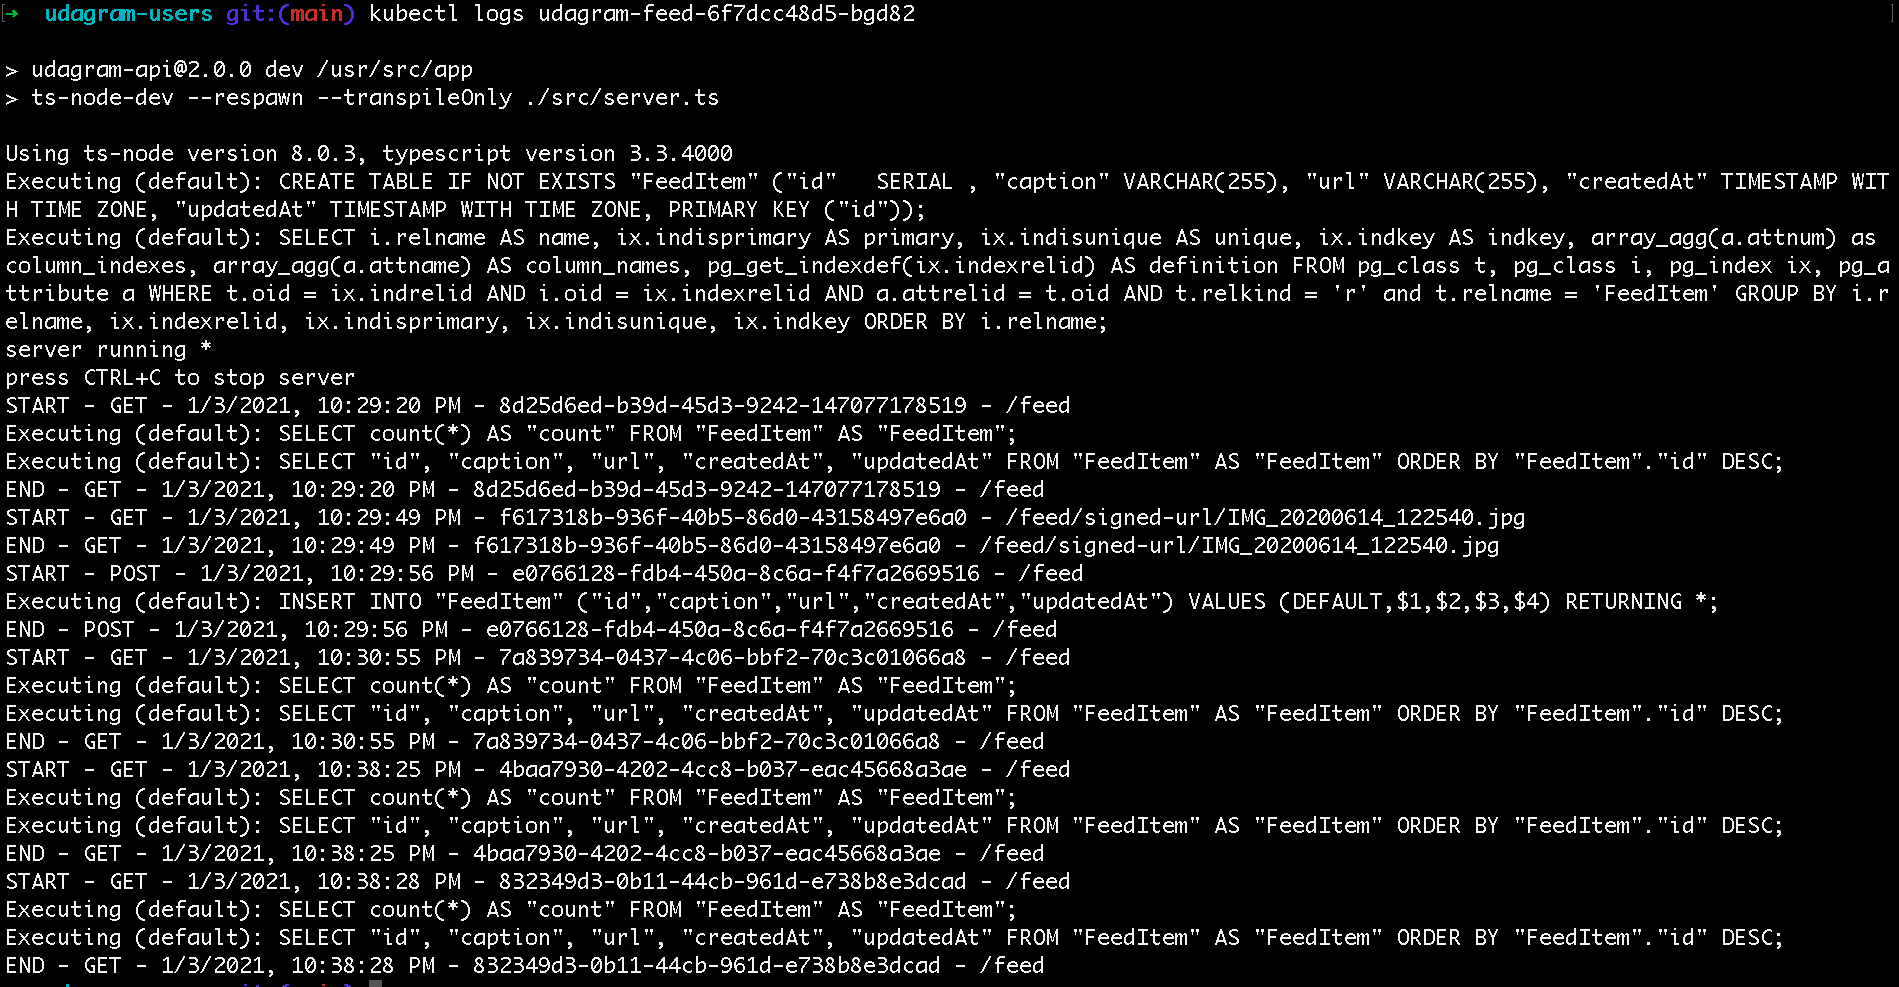 → udagram-users git:(main) kubectl logs udagram-feed-6f7dcc48d5-bgd82
> udagram-api@2.0.0 dev /usr/src/app
> ts-node-dev --respawn --transpileOnly ./src/server.ts
Using ts-node version 8.0.3, typescript version 3.3.4000
Executing (default): CREATE TABLE IF NOT EXISTS "FeedItem" ("id"   SERIAL , "caption" VARCHAR(255), "url" VARCHAR(255), "createdAt" TIMESTAMP WIT
H TIME ZONE, "updatedAt" TIMESTAMP WITH TIME ZONE, PRIMARY KEY ("id"));
Executing (default): SELECT i.relname AS name, ix.indisprimary AS primary, ix.indisunique AS unique, ix.indkey AS indkey, array_agg(a.attnum) as
column_indexes, array_agg(a.attname) AS column_names, pg_get_indexdef(ix.indexrelid) AS definition FROM pg_class t, pg_class i, pg_index ix, pg_a
ttribute a WHERE t.oid = ix.indrelid AND i.oid = ix.indexrelid AND a.attrelid = t.oid AND t.relkind = 'r' and t.relname = 'FeedItem' GROUP BY i.r
elname, ix.indexrelid, ix.indisprimary, ix.indisunique, ix.indkey ORDER BY i.relname;
server running *
press CTRL+C to stop server
START - GET - 1/3/2021, 10:29:20 PM - 8d25d6ed-b39d-45d3-9242-147077178519 - /feed
Executing (default): SELECT count(*) AS "count" FROM "FeedItem" AS "FeedItem";
Executing (default): SELECT "id", "caption", "url", "createdAt", "updatedAt" FROM "FeedItem" AS "FeedItem" ORDER BY "FeedItem"."id" DESC;
END - GET - 1/3/2021, 10:29:20 PM - 8d25d6ed-b39d-45d3-9242-147077178519 - /feed
START - GET - 1/3/2021, 10:29:49 PM - f617318b-936f-40b5-86d0-43158497e6a0 - /feed/signed-url/IMG_20200614_122540.jpg
END - GET - 1/3/2021, 10:29:49 PM - f617318b-936f-40b5-86d0-43158497e6a0 - /feed/signed-url/IMG_20200614_122540.jpg
START - POST - 1/3/2021, 10:29:56 PM - e0766128-fdb4-450a-8c6a-f4f7a2669516 - /feed
Executing (default): INSERT INTO "FeedItem" ("id","caption","url","createdAt","updatedAt") VALUES (DEFAULT,$1,$2,$3,$4) RETURNING *;
END - POST - 1/3/2021, 10:29:56 PM - e0766128-fdb4-450a-8c6a-f4f7a2669516 - /feed
START - GET - 1/3/2021, 10:30:55 PM - 7a839734-0437-4c06-bbf2-70c3c01066a8 - /feed
Executing (default): SELECT count(*) AS "count" FROM "FeedItem" AS "FeedItem";
Executing (default): SELECT "id", "caption", "url", "createdAt", "updatedAt" FROM "FeedItem" AS "FeedItem" ORDER BY "FeedItem"."id" DESC;
END - GET - 1/3/2021, 10:30:55 PM - 7a839734-0437-4c06-bbf2-70c3c01066a8 - /feed
START - GET - 1/3/2021, 10:38:25 PM - 4baa7930-4202-4cc8-b037-eac45668a3ae - /feed
Executing (default): SELECT count(*) AS "count" FROM "FeedItem" AS "FeedItem";
Executing (default): SELECT "id", "caption", "url", "createdAt", "updatedAt" FROM "FeedItem" AS "FeedItem" ORDER BY "FeedItem"."id" DESC;
END - GET - 1/3/2021, 10:38:25 PM - 4baa7930-4202-4cc8-b037-eac45668a3ae - /feed
START - GET - 1/3/2021, 10:38:28 PM - 832349d3-0b11-44cb-961d-e738b8e3dcad - /feed
Executing (default): SELECT count(*) AS "count" FROM "FeedItem" AS "FeedItem";
Executing (default): SELECT "id", "caption", "url", "createdAt", "updatedAt" FROM "FeedItem" AS "FeedItem" ORDER BY "FeedItem"."id" DESC;
END - GET - 1/3/2021, 10:38:28 PM - 832349d3-0b11-44cb-961d-e738b8e3dcad - /feed